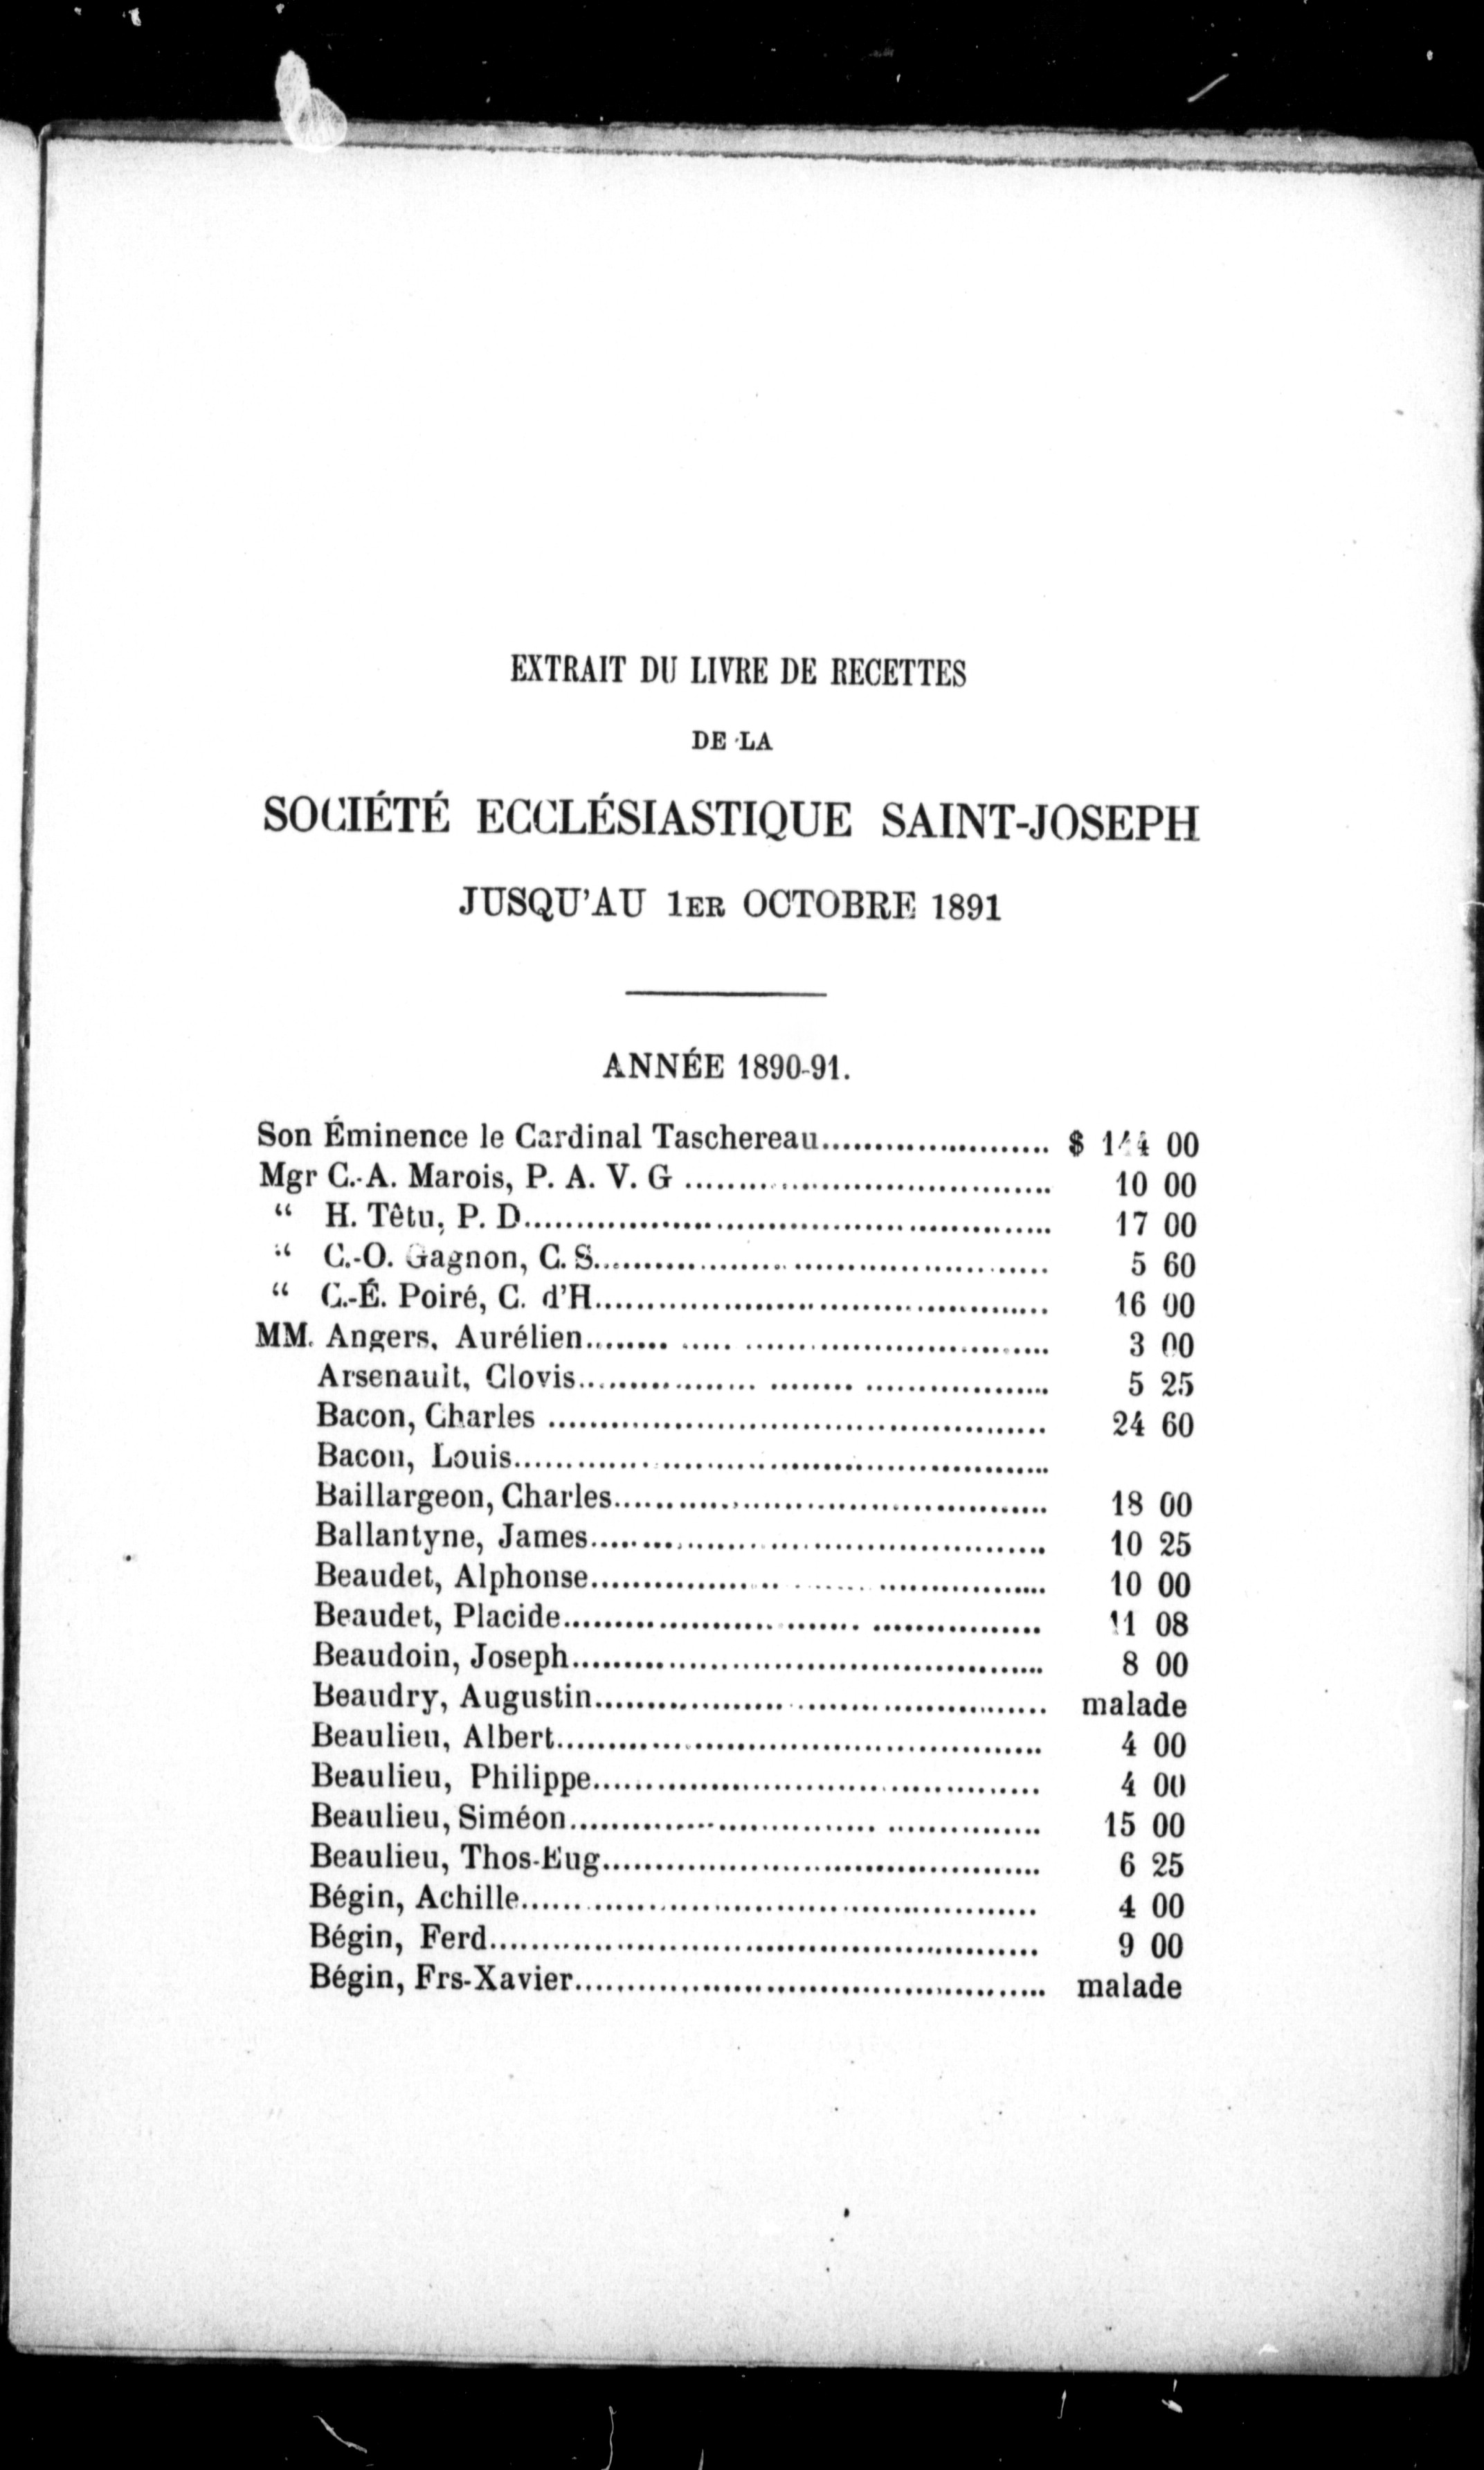 EXTRAIT DU LIVRE DE RECETTES
DE LA
SOCIÉTÉ ECCLÉSIASTIQUE SAINT-JOSEPH
JUSQU'AU 1ER OCTOBRE 1891
ANNÉE 1890-91.
Son Éminence le Cardinal Taschereau...................... $ 144 00
Mgr C.-A. Marois, P. A. V. G .................................... 10 00
“ H. Têtu, P. D.................................................... 17 00
“ C.-O. Gagnon, C. S............................................ 5 60
“ C.-É. Poiré, C. d'H............................................ 16 00
MM. Angers, Aurélien........ ..... .............................. 3 00
Arsenault, Clovis................. ........ .................. 5 25
Bacon, Charles ................................................ 24 60
Bacon, Louis....................................................
Baillargeon, Charles.......................................... 18 00
Ballantyne, James............................................ 10 25
Beaudet, Alphonse.................. ....... ................ 10 00
Beaudet, Placide.................... ....... ................ 11 08
Beaudoin, Joseph.............................................. 8 00
Beaudry, Augustin............................................ malade
Beaulieu, Albert............................................... 4 00
Beaulieu, Philippe........................................... 4 00
Beaulieu, Siméon.............................. ............... 15 00
Beaulieu, Thos-Eug.......................................... 6 25
Bégin, Achille.................................................. 4 00
Bégin, Ferd..................................................... 9 00
Bégin, Frs-Xavier.............................................. malade